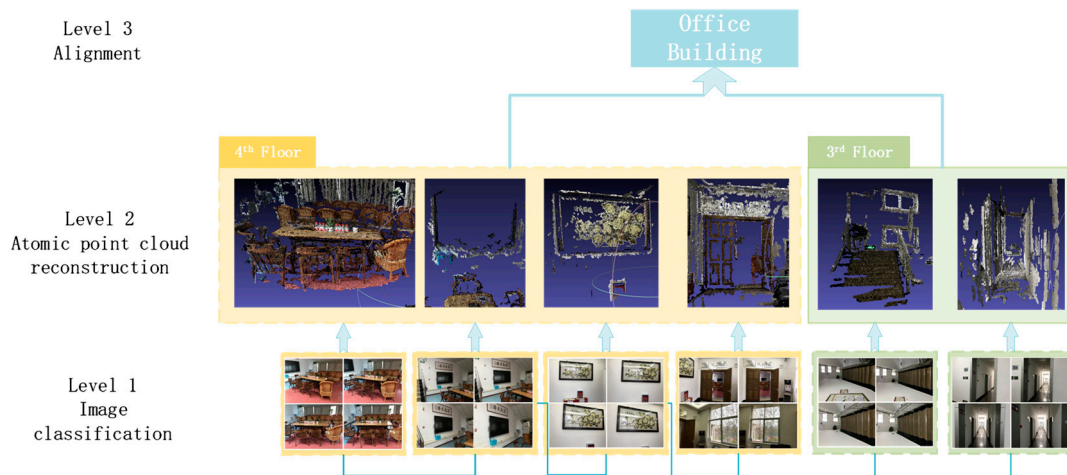 Level 3
Alignment
Office
Building
4th Floor
3rd Floor
Level 2
Atomic point cloud
reconstruction
Level 1
Image
classification